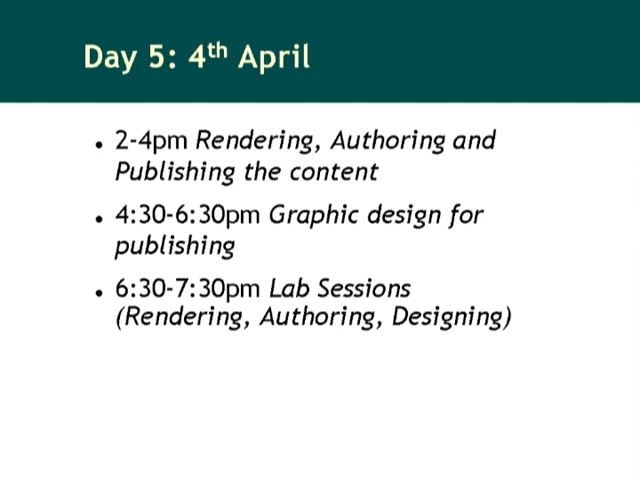 Day 5: 4th April
• 2-4pm Rendering, Authoring and
Publishing the content
• 4:30-6:30pm Graphic design for
publishing
• 6:30-7:30pm Lab Sessions
(Rendering, Authoring, Designing)